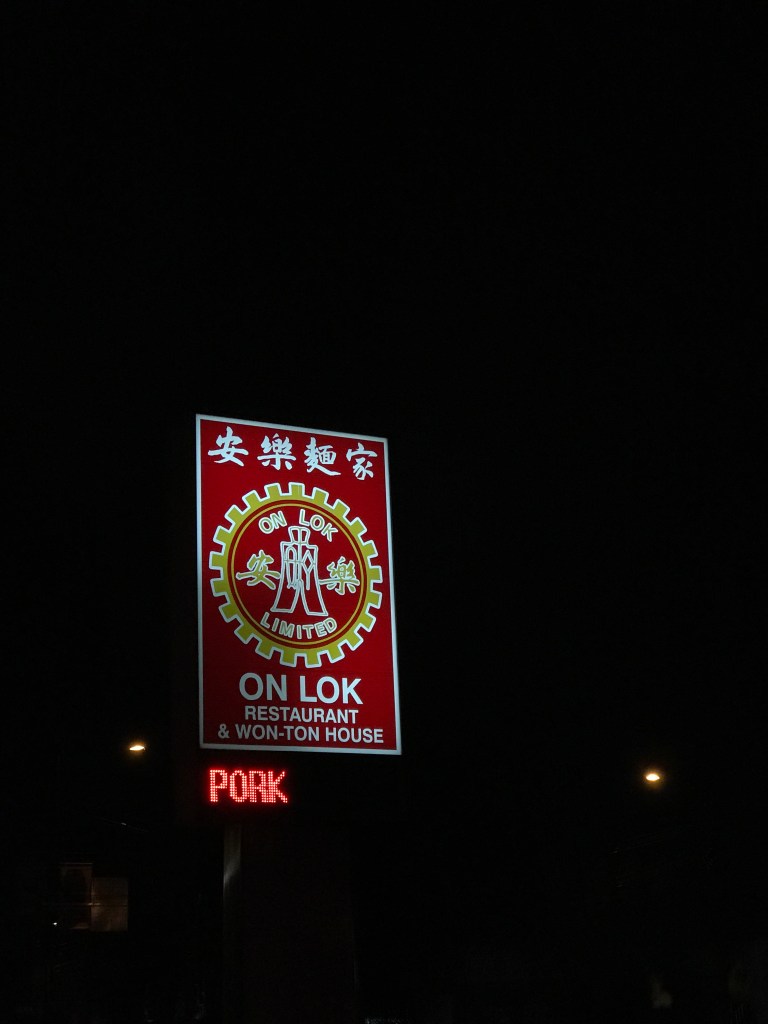 安樂麵家
ON LOK
安 樂
LIMITED
ON LOK
RESTAURANT
& WON-TON HOUSE
PORK